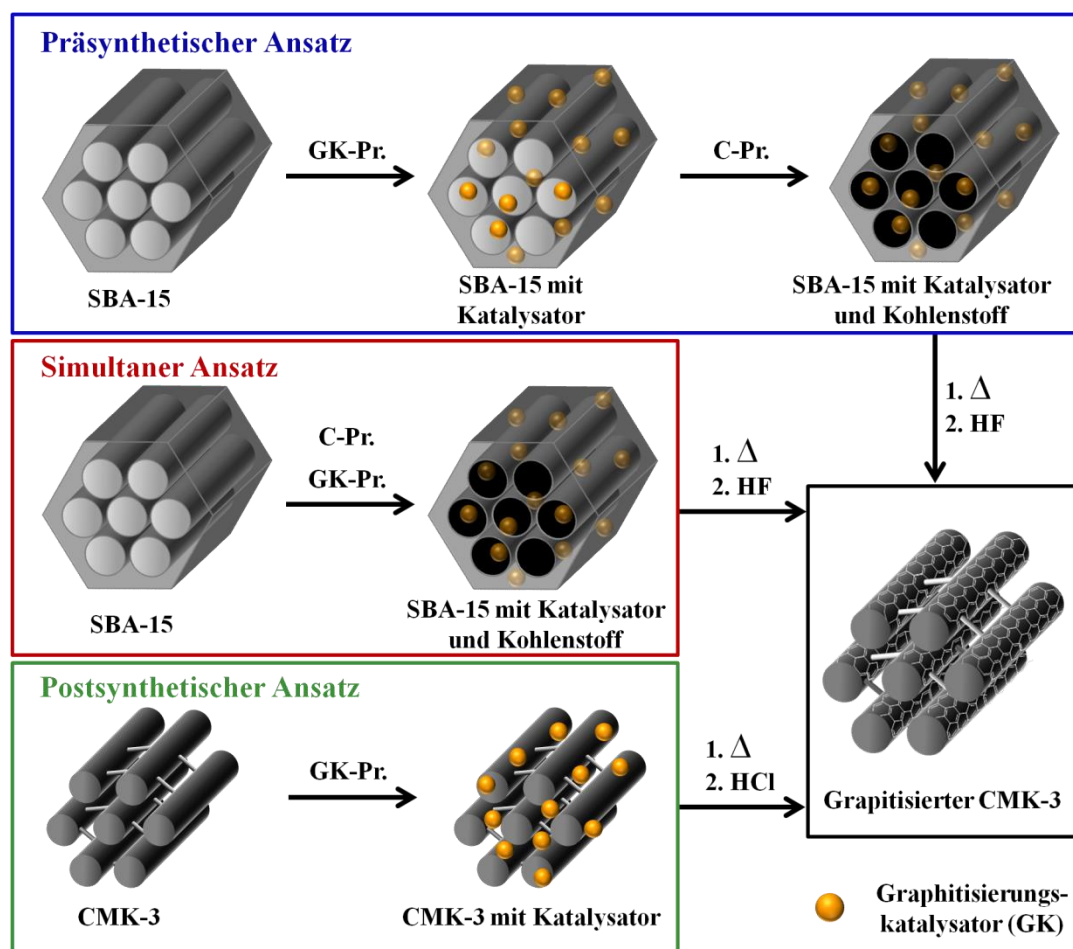 Präsynthetischer Ansatz
GK-Pr.
C-Pr.
SBA-15
SBA-15 mit
Katalysator
SBA-15 mit Katalysator
und Kohlenstoff
1. Δ
2. HF
Simultaner Ansatz
C-Pr.
GK-Pr.
SBA-15
SBA-15 mit Katalysator
und Kohlenstoff
1. Δ
2. HF
Postsynthetischer Ansatz
GK-Pr.
CMK-3
CMK-3 mit Katalysator
1. Δ
2. HCl
Grapitisierter CMK-3
Graphitisierungs-
katalysator (GK)